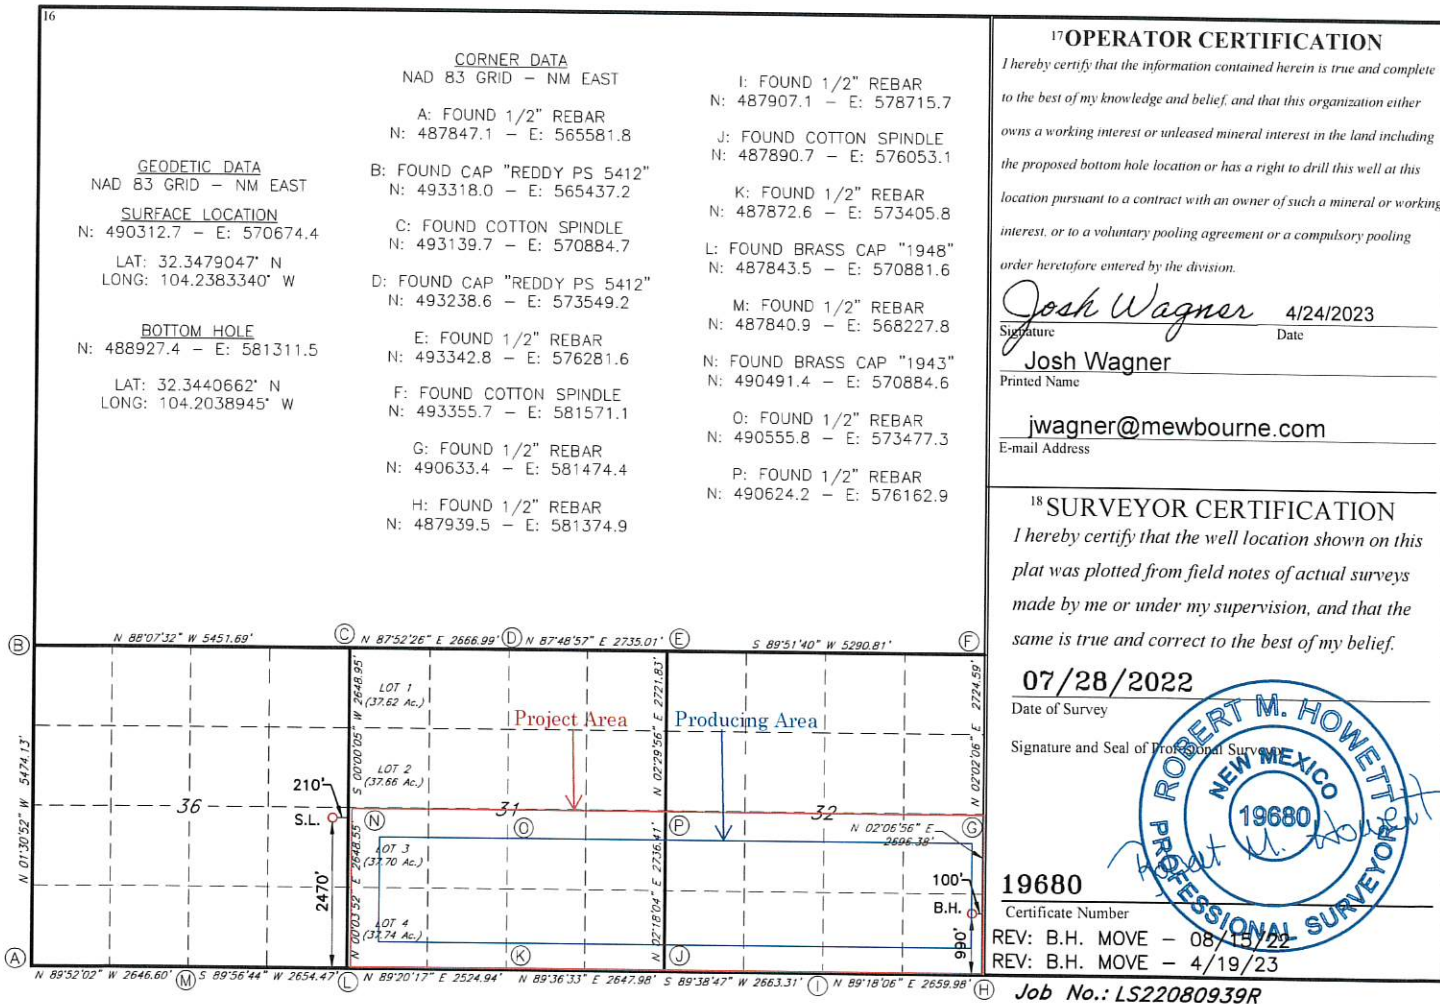 16
GEODETIC DATA
NAD 83 GRID – NM EAST
SURFACE LOCATION
N: 490312.7 – E: 570674.4
LAT: 32.3479047° N
LONG: 104.2383340° W
BOTTOM HOLE
N: 488927.4 – E: 581311.5
LAT: 32.3440662° N
LONG: 104.2038945° W
CORNER DATA
NAD 83 GRID – NM EAST
A: FOUND 1/2" REBAR
N: 487847.1 – E: 565581.8
B: FOUND CAP "REDDY PS 5412"
N: 493318.0 – E: 565437.2
C: FOUND COTTON SPINDLE
N: 493139.7 – E: 570884.7
D: FOUND CAP "REDDY PS 5412"
N: 493238.6 – E: 573549.2
E: FOUND 1/2" REBAR
N: 493342.8 – E: 576281.6
F: FOUND COTTON SPINDLE
N: 493355.7 – E: 581571.1
G: FOUND 1/2" REBAR
N: 490633.4 – E: 581474.4
H: FOUND 1/2" REBAR
N: 487939.5 – E: 581374.9
I: FOUND 1/2" REBAR
N: 487907.1 – E: 578715.7
J: FOUND COTTON SPINDLE
N: 487890.7 – E: 576053.1
K: FOUND 1/2" REBAR
N: 487872.6 – E: 573405.8
L: FOUND BRASS CAP "1948"
N: 487843.5 – E: 570881.6
M: FOUND 1/2" REBAR
N: 487840.9 – E: 568227.8
N: FOUND BRASS CAP "1943"
N: 490491.4 – E: 570884.6
O: FOUND 1/2" REBAR
N: 490555.8 – E: 573477.3
P: FOUND 1/2" REBAR
N: 490624.2 – E: 576162.9
B N 88°07'32" W 5451.69' C N 87°52'26" E 2666.99' D N 87°48'57" E 2735.01' E S 89°51'40" W 5290.81' F
N 01°30'52" W 5474.13'
S 00°00'05" W 2648.95'
N 02°29'56" E 2721.83'
N 02°02'06" E 2724.59'
LOT 1
(37.62 Ac.)
LOT 2
(37.66 Ac.)
Project Area
Producing Area
36
31
32
210'
S.L.
2470'
N
O
P
G
N 02°06'56" E
2696.38'
N 00°03'52" E 2648.55'
N 02°18'04" E 2736.41'
LOT 3
(37.70 Ac.)
LOT 4
(37.74 Ac.)
100'
B.H.
990'
A
K
J
N 89°52'02" W 2646.60' M S 89°56'44" W 2654.47' L N 89°20'17" E 2524.94' N 89°36'33" E 2647.98' S 89°38'47" W 2663.31' I N 89°18'06" E 2659.98' H
17 OPERATOR CERTIFICATION
I hereby certify that the information contained herein is true and complete
to the best of my knowledge and belief, and that this organization either
owns a working interest or unleased mineral interest in the land including
the proposed bottom hole location or has a right to drill this well at this
location pursuant to a contract with an owner of such a mineral or working
interest, or to a voluntary pooling agreement or a compulsory pooling
order heretofore entered by the division.
Josh Wagner 4/24/2023
Signature Date
Josh Wagner
Printed Name
jwagner@mewbourne.com
E-mail Address
18 SURVEYOR CERTIFICATION
I hereby certify that the well location shown on this
plat was plotted from field notes of actual surveys
made by me or under my supervision, and that the
same is true and correct to the best of my belief.
07/28/2022
Date of Survey
Signature and Seal of Professional Surveyor
ROBERT M. HOWETT
NEW MEXICO
19680
PROFESSIONAL SURVEYOR
Robert M. Howett
19680
Certificate Number
REV: B.H. MOVE – 08/15/22
REV: B.H. MOVE – 4/19/23
Job No.: LS22080939R